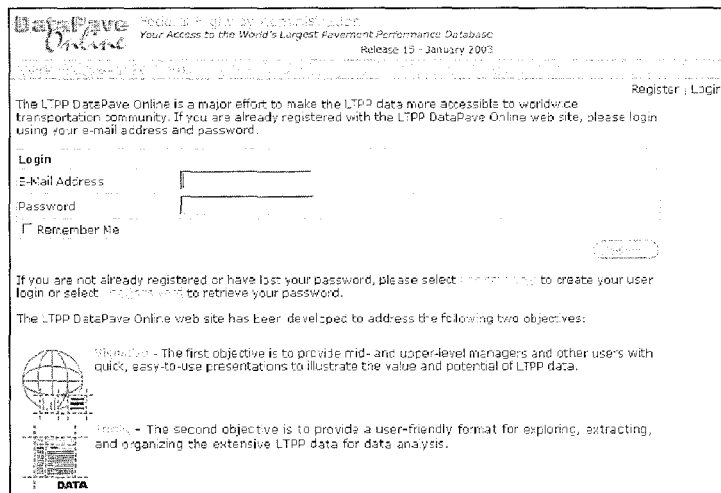 DataPave Federal Highway Administration
Online Your Access to the World's Largest Pavement Performance Database
Release 15 - January 2003
Register | Login
The LTPP DataPave Online is a major effort to make the LTPP data more accessible to worldwide
transportation community. If you are already registered with the LTPP DataPave Online web site, please login
using your e-mail address and password.
Login
E-Mail Address
Password
Remember Me
If you are not already registered or have lost your password, please select to create your user
login or select to retrieve your password.
The LTPP DataPave Online web site has been developed to address the following two objectives:
- The first objective is to provide mid- and upper-level managers and other users with
quick, easy-to-use presentations to illustrate the value and potential of LTPP data.
- The second objective is to provide a user-friendly format for exploring, extracting,
and organizing the extensive LTPP data for data analysis.
DATA